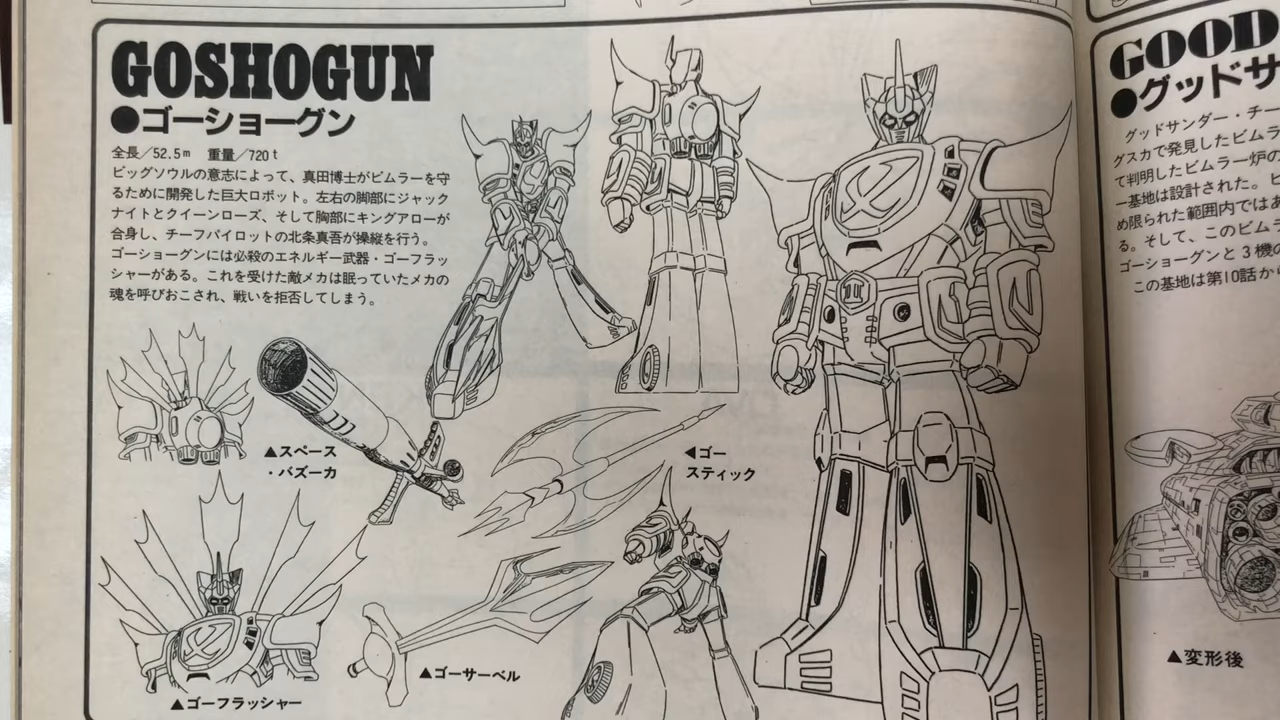 GOSHOGUN
●ゴーショーグン
全長/52.5m 重量/720t
ビッグソウルの意志によって、真田博士がビムラーを守
るために開発した巨大ロボット。左右の脚部にジャック
ナイトとクイーンローズ、そして胸部にキングアローが
合身し、チーフパイロットの北条真吾が操縦を行う。
ゴーショーグンには必殺のエネルギー武器・ゴーフラッ
シャーがある。これを受けた敵メカは眠っていたメカの
魂を呼びおこされ、戦いを拒否してしまう。
▲スペース
・バズーカ
◀ゴー
スティック
▲ゴーサーベル
▲ゴーフラッシャー
GOOD
●グッドサ
グッドサンダー・チー
グスカで発見したビムラ
て判明したビムラー炉の
ー基地は設計された。ビ
め限られた範囲内ではあ
る。そして、このビムラ
ゴーショーグンと3機の
この基地は第10話か
▲変形後